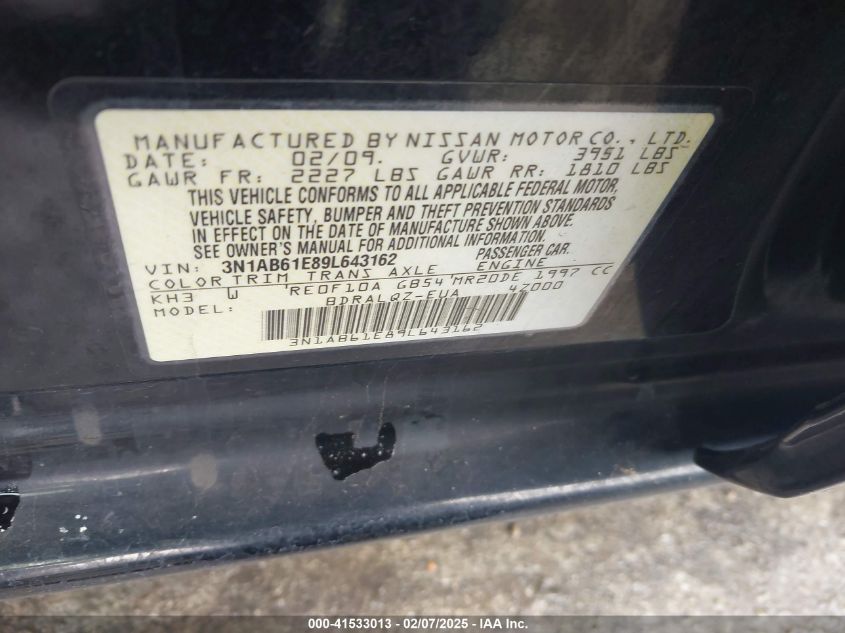 MANUFACTURED BY NISSAN MOTOR CO., LTD.
DATE: 02/09. GVWR: 3951 LBS
GAWR FR: 2227 LBS GAWR RR: 1810 LBS
THIS VEHICLE CONFORMS TO ALL APPLICABLE FEDERAL MOTOR,
VEHICLE SAFETY, BUMPER AND THEFT PREVENTION STANDARDS
IN EFFECT ON THE DATE OF MANUFACTURE SHOWN ABOVE.
SEE OWNER'S MANUAL FOR ADDITIONAL INFORMATION.
VIN: 3N1AB61E89L643162 PASSENGER CAR.
COLOR TRIM TRANS AXLE ENGINE
KH3 W 'RE0F10A GB54 'MR20DE 1997 CC
MODEL: BDRALQZ-EUA 4Z000
3N1AB61E89L643162
000-41533013 - 02/07/2025 - IAA Inc.